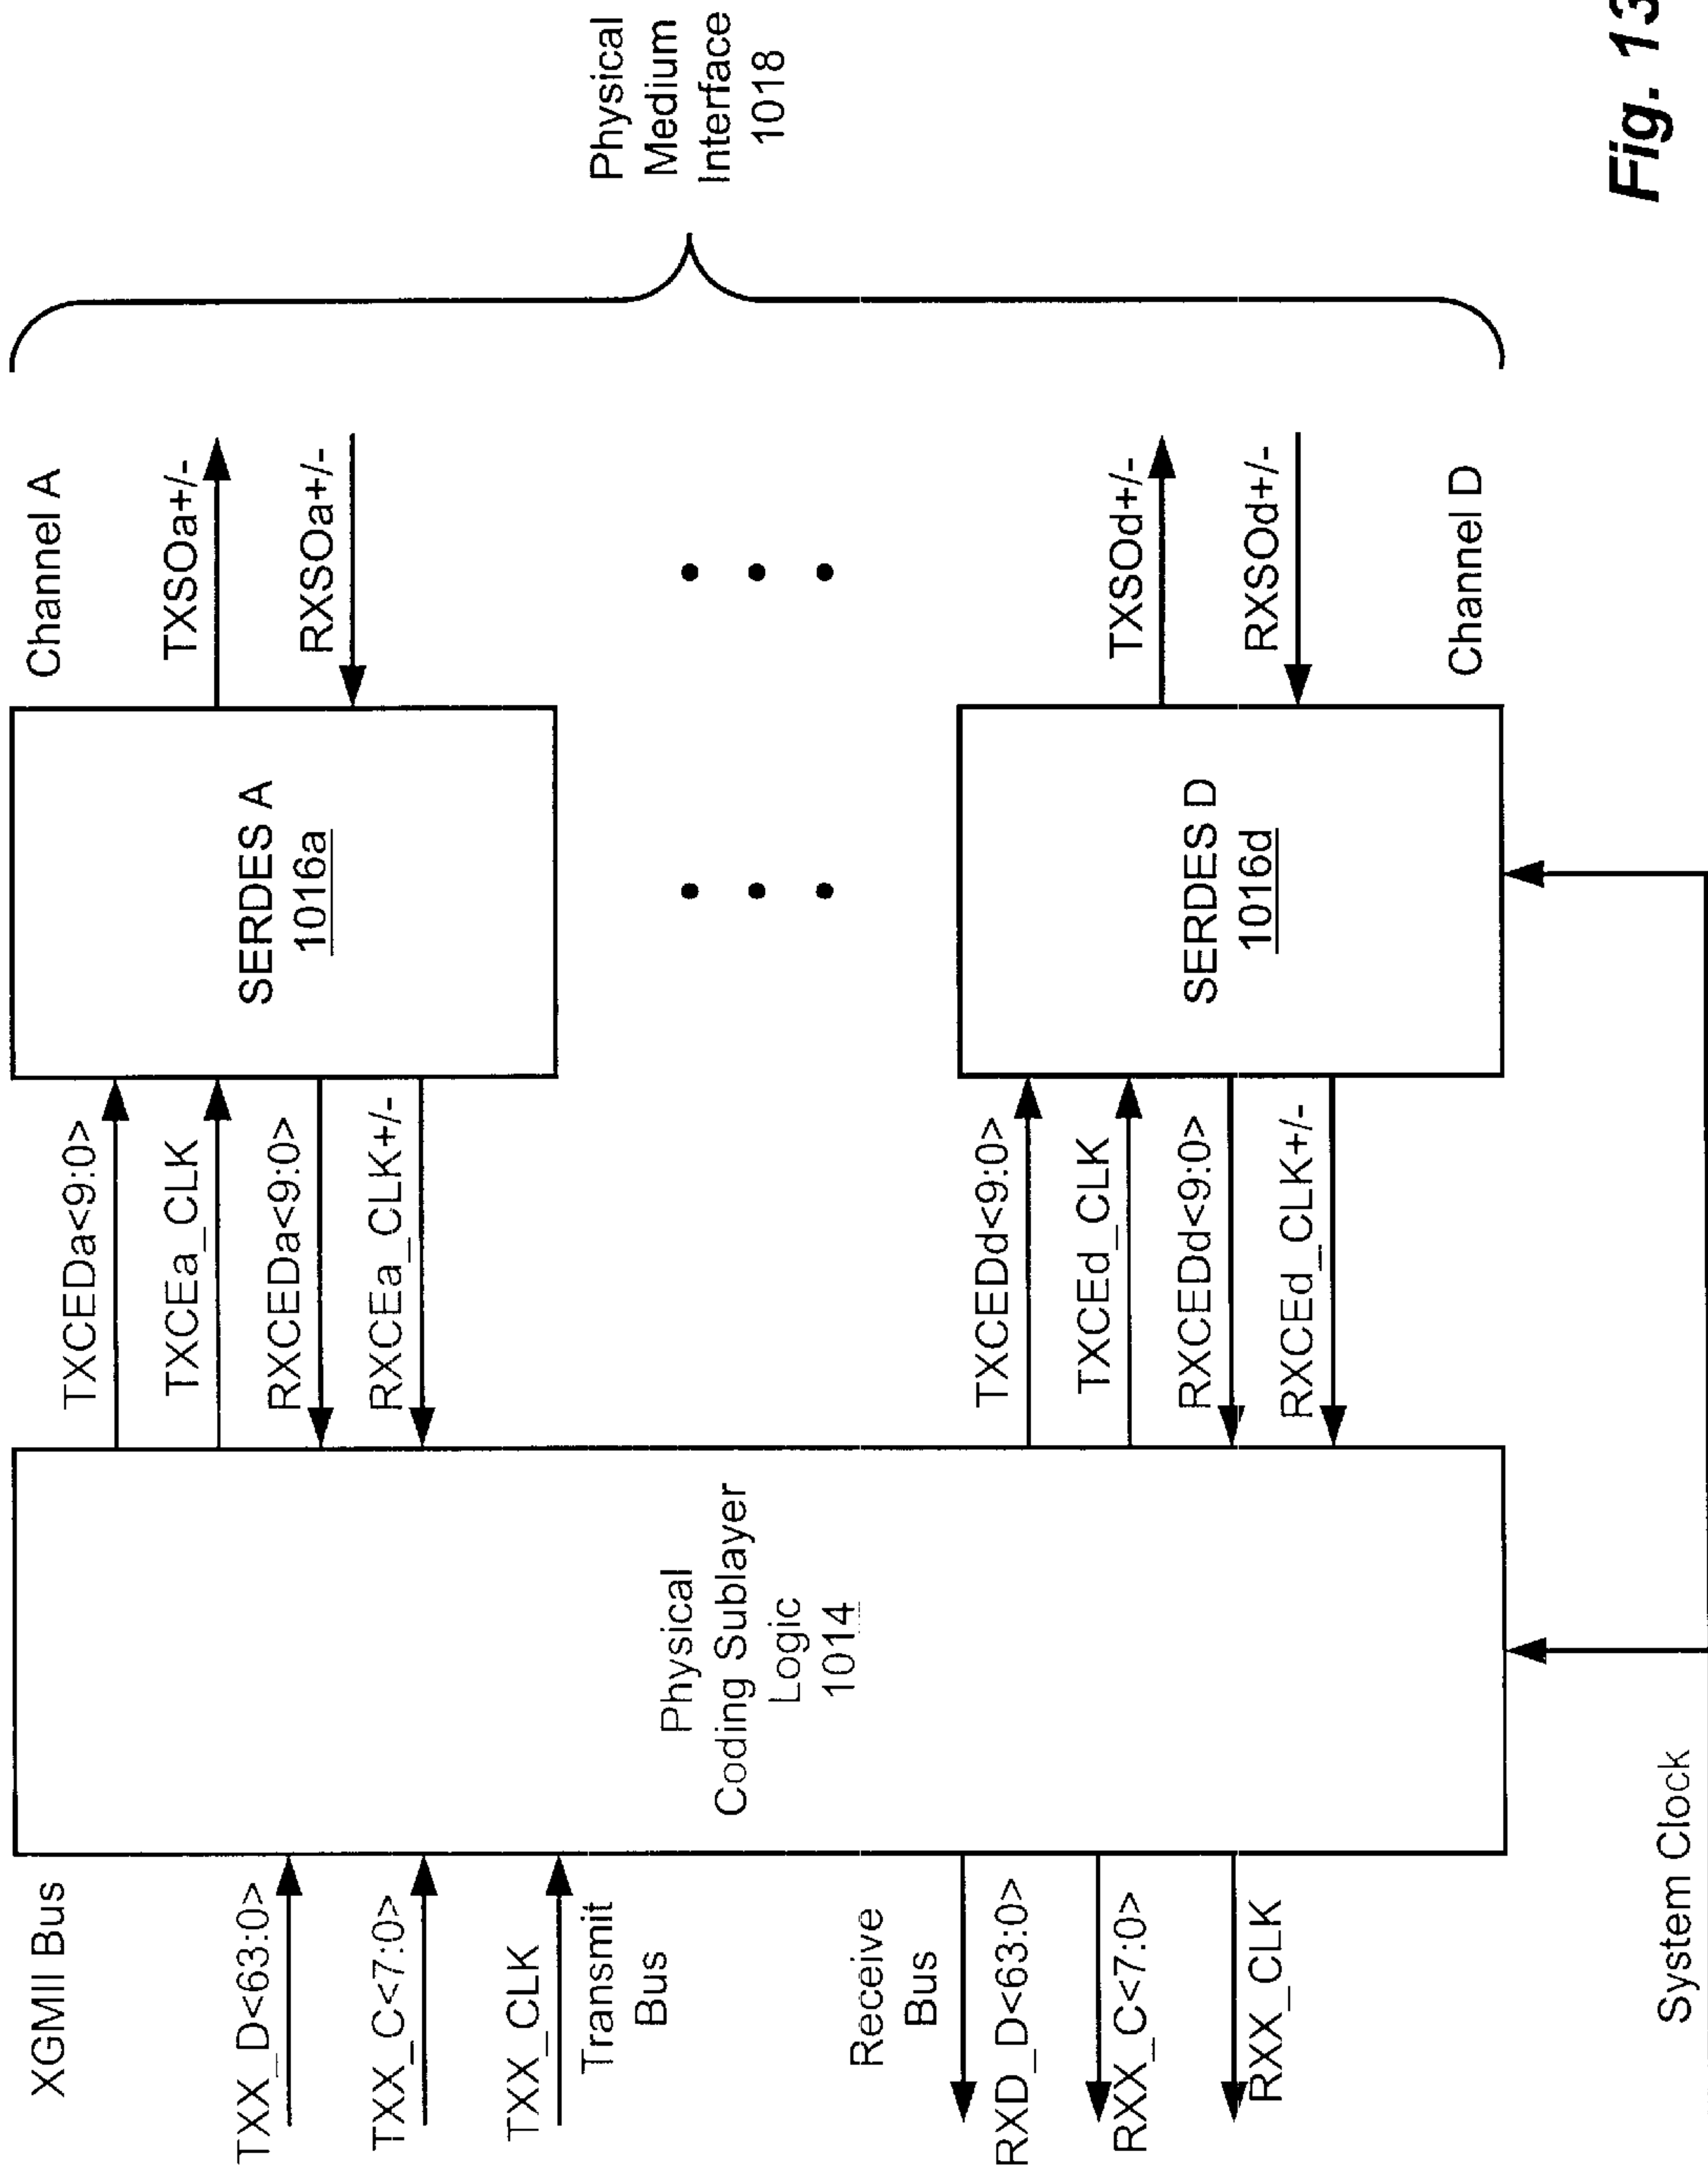 XGMII Bus
TXX_D<63:0>
TXX_C<7:0>
TXX_CLK
Transmit
Bus
Receive
Bus
RXD_D<63:0>
RXX_C<7:0>
RXX_CLK
System Clock
Physical
Coding Sublayer
Logic
1014
TXCEDa<9:0>
TXCEa_CLK
RXCEDa<9:0>
RXCEa_CLK+/-
TXCEDd<9:0>
TXCEd_CLK
RXCEDd<9:0>
RXCEd_CLK+/-
SERDES A
1016a
SERDES D
1016d
Channel A
TXSOa+/-
RXSOa+/-
TXSOd+/-
RXSOd+/-
Channel D
Physical
Medium
Interface
1018
Fig. 13